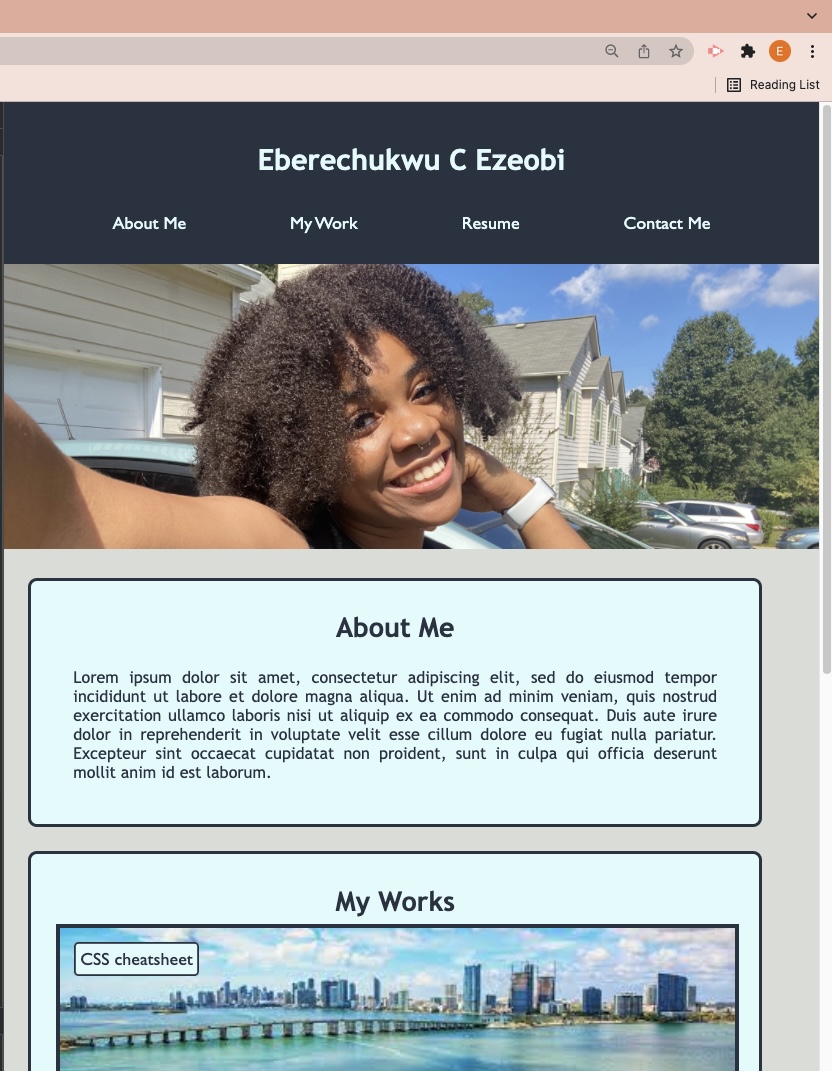 E
Reading List
Eberechukwu C Ezeobi
About Me My Work Resume Contact Me
About Me
Lorem ipsum dolor sit amet, consectetur adipiscing elit, sed do eiusmod tempor
incididunt ut labore et dolore magna aliqua. Ut enim ad minim veniam, quis nostrud
exercitation ullamco laboris nisi ut aliquip ex ea commodo consequat. Duis aute irure
dolor in reprehenderit in voluptate velit esse cillum dolore eu fugiat nulla pariatur.
Excepteur sint occaecat cupidatat non proident, sunt in culpa qui officia deserunt
mollit anim id est laborum.
My Works
CSS cheatsheet